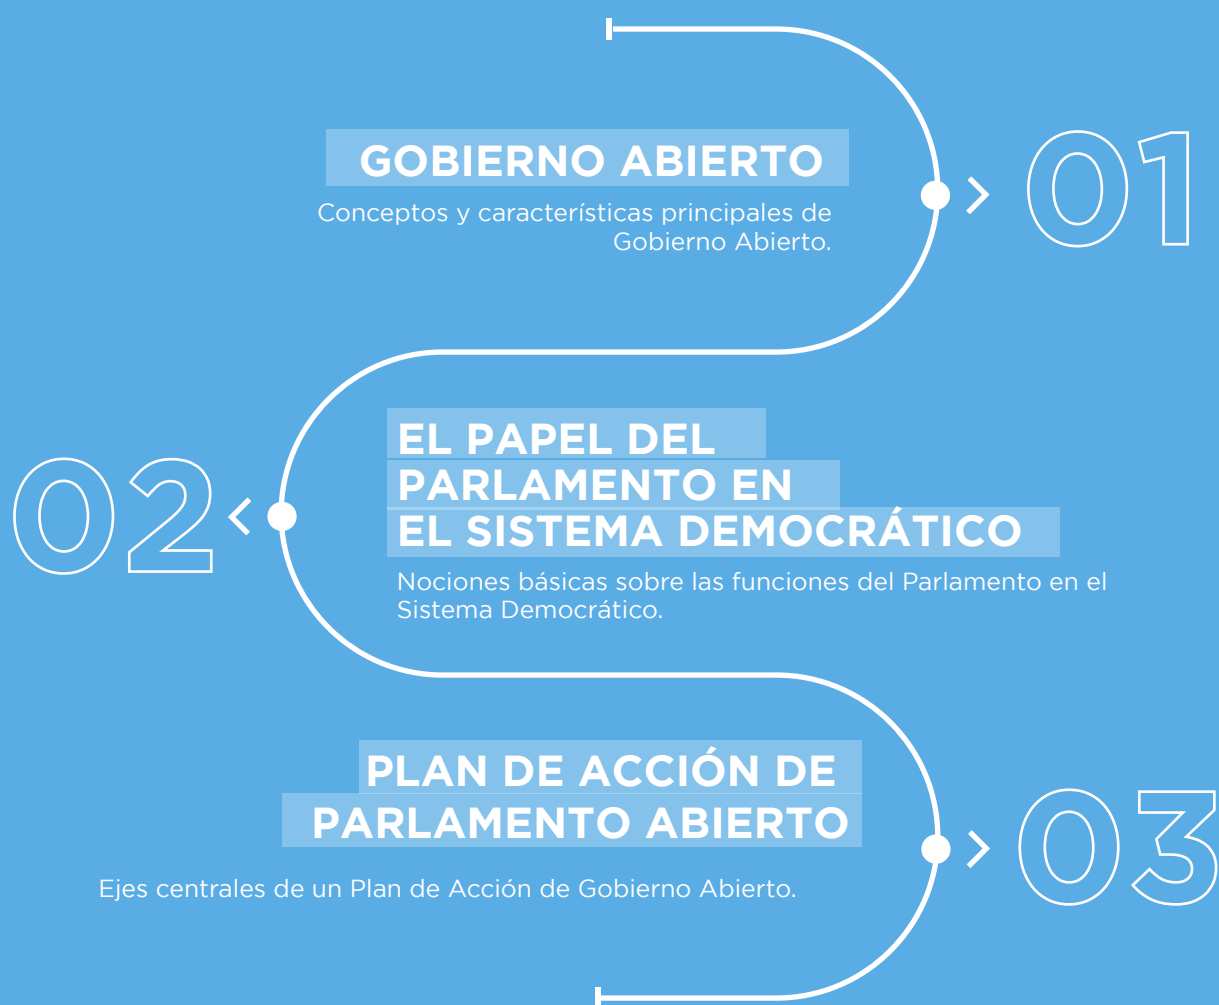 GOBIERNO ABIERTO
01
Conceptos y características principales de
Gobierno Abierto.
02
EL PAPEL DEL
PARLAMENTO EN
EL SISTEMA DEMOCRÁTICO
Nociones básicas sobre las funciones del Parlamento en el
Sistema Democrático.
PLAN DE ACCIÓN DE
PARLAMENTO ABIERTO
03
Ejes centrales de un Plan de Acción de Gobierno Abierto.